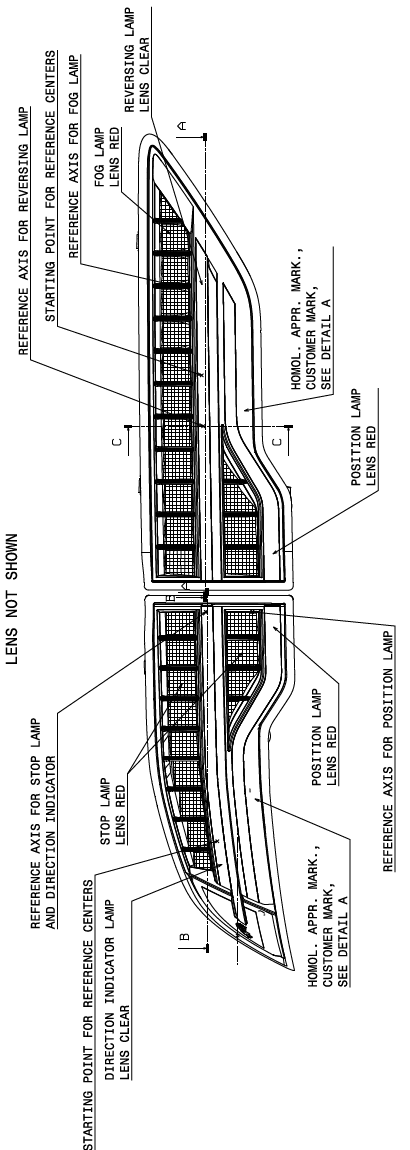 LENS NOT SHOWN
REFERENCE AXIS FOR STOP LAMP
AND DIRECTION INDICATOR
REFERENCE AXIS FOR REVERSING LAMP
STARTING POINT FOR REFERENCE CENTERS
REFERENCE AXIS FOR FOG LAMP
FOG LAMP
LENS RED
REVERSING LAMP
LENS CLEAR
STARTING POINT FOR REFERENCE CENTERS
DIRECTION INDICATOR LAMP
LENS CLEAR
STOP LAMP
LENS RED
B
B
A
A
C
C
HOMOL. APPR. MARK.,
CUSTOMER MARK,
SEE DETAIL A
POSITION LAMP
LENS RED
POSITION LAMP
LENS RED
HOMOL. APPR. MARK.,
CUSTOMER MARK,
SEE DETAIL A
REFERENCE AXIS FOR POSITION LAMP